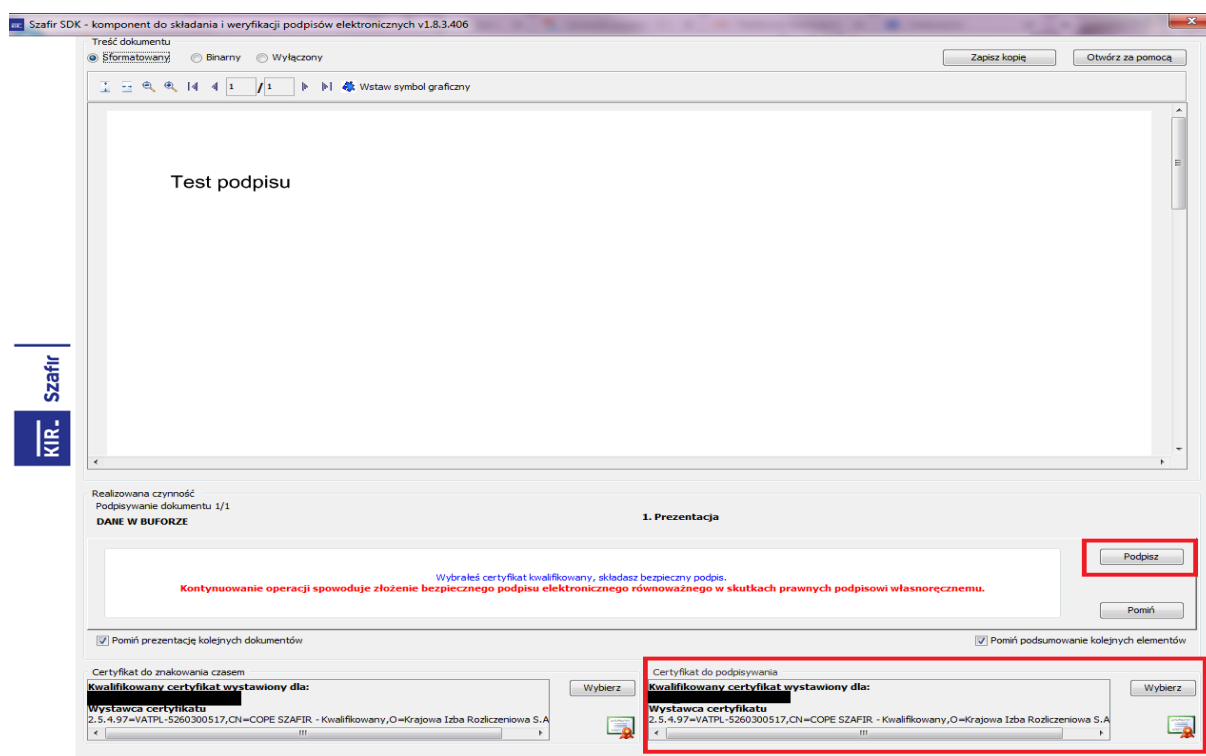 Szafir SDK - komponent do składania i weryfikacji podpisów elektronicznych v1.8.3.406
Treść dokumentu
Sformatowany Binarny Wyłączony Zapisz kopię Otwórz za pomocą
1 / 1 Wstaw symbol graficzny
Test podpisu
KIR. Szafir
Realizowana czynność
Podpisywanie dokumentu 1/1
DANE W BUFORZE
1. Prezentacja
Podpisz
Wybrałeś certyfikat kwalifikowany, składasz bezpieczny podpis.
Kontynuowanie operacji spowoduje złożenie bezpiecznego podpisu elektronicznego równoważnego w skutkach prawnych podpisowi własnoręcznemu.
Pomiń
Pomiń prezentację kolejnych dokumentów
Pomiń podsumowanie kolejnych elementów
Certyfikat do znakowania czasem
Kwalifikowany certyfikat wystawiony dla:
Wybierz
Wystawca certyfikatu
2.5.4.97=VATPL-5260300517,CN=COPE SZAFIR - Kwalifikowany,O=Krajowa Izba Rozliczeniowa S.A
Certyfikat do podpisywania
Kwalifikowany certyfikat wystawiony dla:
Wybierz
Wystawca certyfikatu
2.5.4.97=VATPL-5260300517,CN=COPE SZAFIR - Kwalifikowany,O=Krajowa Izba Rozliczeniowa S.A